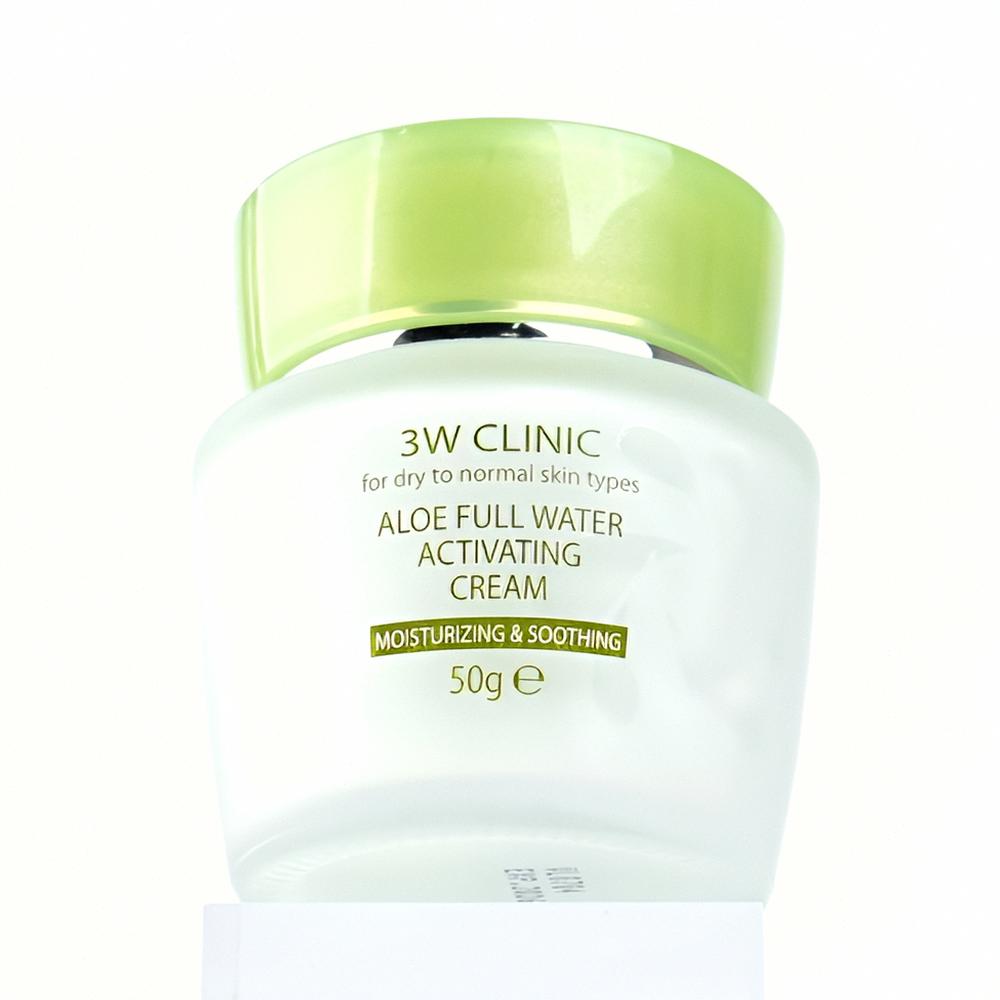 3W CLINIC
for dry to normal skin types
ALOE FULL WATER
ACTIVATING
CREAM
MOISTURIZING & SOOTHING
50g ℮